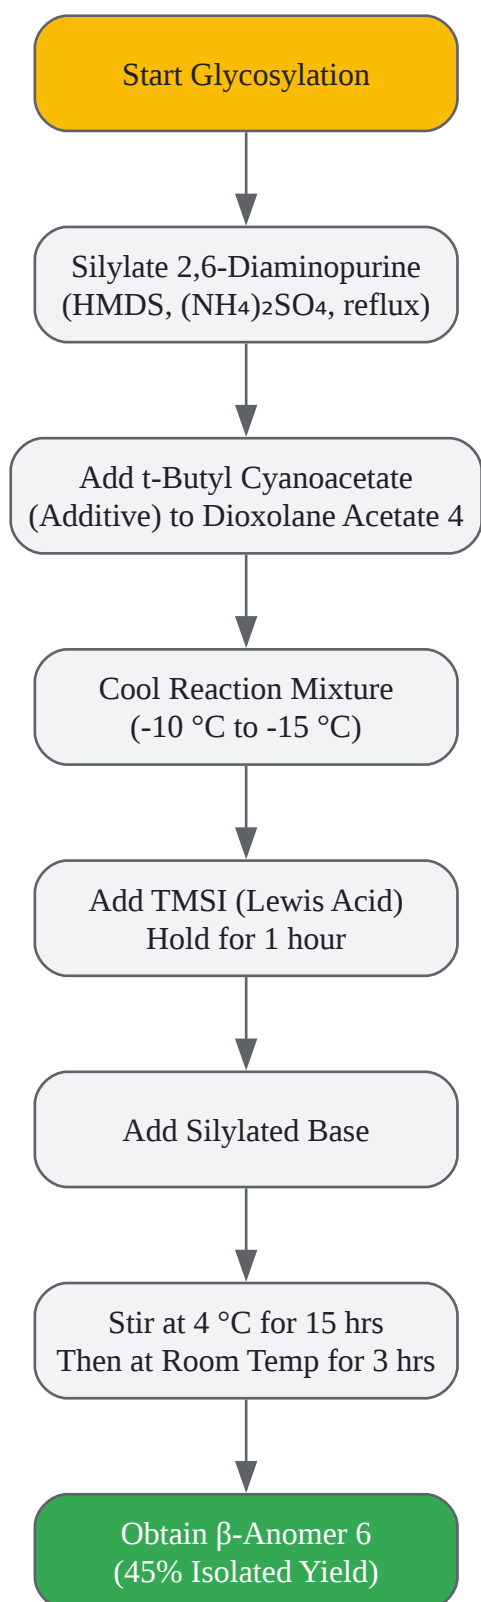 Start Glycosylation
Silylate 2,6-Diaminopurine
(HMDS, (NH₄)₂SO₄, reflux)
Add t-Butyl Cyanoacetate
(Additive) to Dioxolane Acetate 4
Cool Reaction Mixture
(-10 °C to -15 °C)
Add TMSI (Lewis Acid)
Hold for 1 hour
Add Silylated Base
Stir at 4 °C for 15 hrs
Then at Room Temp for 3 hrs
Obtain β-Anomer 6
(45% Isolated Yield)